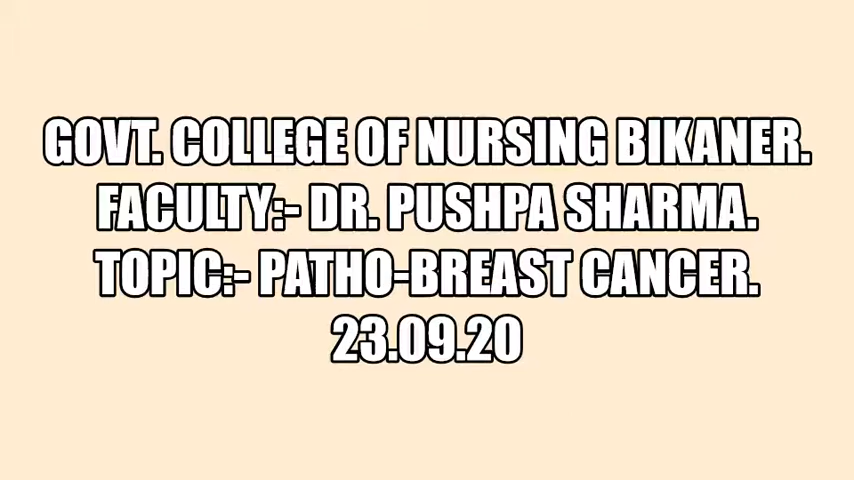 GOVT. COLLEGE OF NURSING BIKANER.
FACULTY:- DR. PUSHPA SHARMA.
TOPIC:- PATHO-BREAST CANCER.
23.09.20